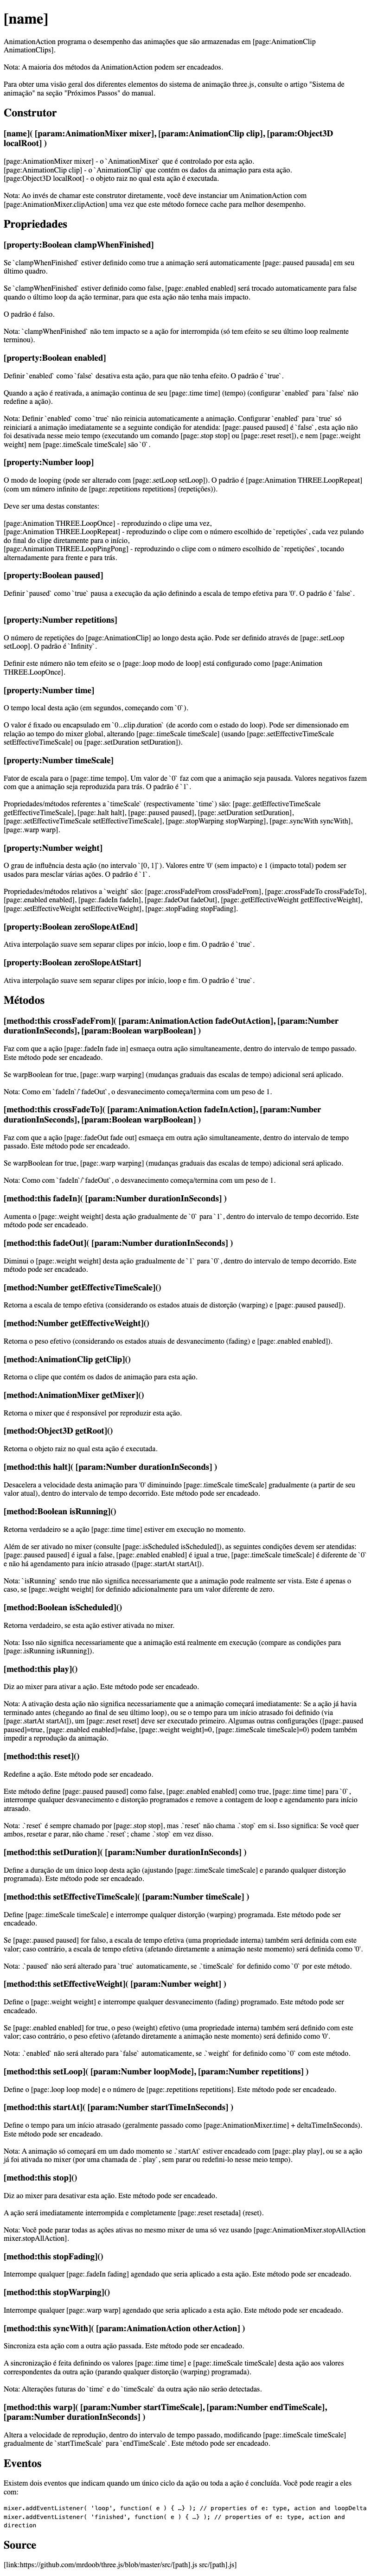 [name]
AnimationAction programa o desempenho das animações que são armazenadas em [page:AnimationClip
AnimationClips].
Nota: A maioria dos métodos da AnimationAction podem ser encadeados.
Para obter uma visão geral dos diferentes elementos do sistema de animação three.js, consulte o artigo "Sistema de
animação" na seção "Próximos Passos" do manual.
Construtor
[name]( [param:AnimationMixer mixer], [param:AnimationClip clip], [param:Object3D
localRoot] )
[page:AnimationMixer mixer] - o `AnimationMixer` que é controlado por esta ação.
[page:AnimationClip clip] - o `AnimationClip` que contém os dados da animação para esta ação.
[page:Object3D localRoot] - o objeto raiz no qual esta ação é executada.
Nota: Ao invés de chamar este construtor diretamente, você deve instanciar um AnimationAction com
[page:AnimationMixer.clipAction] uma vez que este método fornece cache para melhor desempenho.
Propriedades
[property:Boolean clampWhenFinished]
Se `clampWhenFinished` estiver definido como true a animação será automaticamente [page:.paused pausada] em seu
último quadro.
Se `clampWhenFinished` estiver definido como false, [page:.enabled enabled] será trocado automaticamente para false
quando o último loop da ação terminar, para que esta ação não tenha mais impacto.
O padrão é falso.
Nota: `clampWhenFinished` não tem impacto se a ação for interrompida (só tem efeito se seu último loop realmente
terminou).
[property:Boolean enabled]
Definir `enabled` como `false` desativa esta ação, para que não tenha efeito. O padrão é `true`.
Quando a ação é reativada, a animação continua de seu [page:.time time] (tempo) (configurar `enabled` para `false` não
redefine a ação).
Nota: Definir `enabled` como `true` não reinicia automaticamente a animação. Configurar `enabled` para `true` só
reiniciará a animação imediatamente se a seguinte condição for atendida: [page:.paused paused] é `false`, esta ação não
foi desativada nesse meio tempo (executando um comando [page:.stop stop] ou [page:.reset reset]), e nem [page:.weight
weight] nem [page:.timeScale timeScale] são `0`.
[property:Number loop]
O modo de looping (pode ser alterado com [page:.setLoop setLoop]). O padrão é [page:Animation THREE.LoopRepeat]
(com um número infinito de [page:.repetitions repetitions] (repetições)).
Deve ser uma destas constantes:
[page:Animation THREE.LoopOnce] - reproduzindo o clipe uma vez,
[page:Animation THREE.LoopRepeat] - reproduzindo o clipe com o número escolhido de `repetições`, cada vez pulando
do final do clipe diretamente para o início,
[page:Animation THREE.LoopPingPong] - reproduzindo o clipe com o número escolhido de `repetições`, tocando
alternadamente para frente e para trás.
[property:Boolean paused]
Definir `paused` como `true` pausa a execução da ação definindo a escala de tempo efetiva para '0'. O padrão é `false`.
[property:Number repetitions]
O número de repetições do [page:AnimationClip] ao longo desta ação. Pode ser definido através de [page:.setLoop
setLoop]. O padrão é `Infinity`.
Definir este número não tem efeito se o [page:.loop modo de loop] está configurado como [page:Animation
THREE.LoopOnce].
[property:Number time]
O tempo local desta ação (em segundos, começando com `0`).
O valor é fixado ou encapsulado em `0...clip.duration` (de acordo com o estado do loop). Pode ser dimensionado em
relação ao tempo do mixer global, alterando [page:.timeScale timeScale] (usando [page:.setEffectiveTimeScale
setEffectiveTimeScale] ou [page:.setDuration setDuration]).
[property:Number timeScale]
Fator de escala para o [page:.time tempo]. Um valor de `0` faz com que a animação seja pausada. Valores negativos fazem
com que a animação seja reproduzida para trás. O padrão é `1`.
Propriedades/métodos referentes a `timeScale` (respectivamente `time`) são: [page:.getEffectiveTimeScale
getEffectiveTimeScale], [page:.halt halt], [page:.paused paused], [page:.setDuration setDuration],
[page:.setEffectiveTimeScale setEffectiveTimeScale], [page:.stopWarping stopWarping], [page:.syncWith syncWith],
[page:.warp warp].
[property:Number weight]
O grau de influência desta ação (no intervalo `[0, 1]`). Valores entre '0' (sem impacto) e 1 (impacto total) podem ser
usados para mesclar várias ações. O padrão é `1`.
Propriedades/métodos relativos a `weight` são: [page:.crossFadeFrom crossFadeFrom], [page:.crossFadeTo crossFadeTo],
[page:.enabled enabled], [page:.fadeIn fadeIn], [page:.fadeOut fadeOut], [page:.getEffectiveWeight getEffectiveWeight],
[page:.setEffectiveWeight setEffectiveWeight], [page:.stopFading stopFading].
[property:Boolean zeroSlopeAtEnd]
Ativa interpolação suave sem separar clipes por início, loop e fim. O padrão é `true`.
[property:Boolean zeroSlopeAtStart]
Ativa interpolação suave sem separar clipes por início, loop e fim. O padrão é `true`.
Métodos
[method:this crossFadeFrom]( [param:AnimationAction fadeOutAction], [param:Number
durationInSeconds], [param:Boolean warpBoolean] )
Faz com que a ação [page:.fadeIn fade in] esmaeça outra ação simultaneamente, dentro do intervalo de tempo passado.
Este método pode ser encadeado.
Se warpBoolean for true, [page:.warp warping] (mudanças graduais das escalas de tempo) adicional será aplicado.
Nota: Como em `fadeIn`/`fadeOut`, o desvanecimento começa/termina com um peso de 1.
[method:this crossFadeTo]( [param:AnimationAction fadeInAction], [param:Number
durationInSeconds], [param:Boolean warpBoolean] )
Faz com que a ação [page:.fadeOut fade out] esmaeça em outra ação simultaneamente, dentro do intervalo de tempo
passado. Este método pode ser encadeado.
Se warpBoolean for true, [page:.warp warping] (mudanças graduais das escalas de tempo) adicional será aplicado.
Nota: Como com `fadeIn`/`fadeOut`, o desvanecimento começa/termina com um peso de 1.
[method:this fadeIn]( [param:Number durationInSeconds] )
Aumenta o [page:.weight weight] desta ação gradualmente de `0` para `1`, dentro do intervalo de tempo decorrido. Este
método pode ser encadeado.
[method:this fadeOut]( [param:Number durationInSeconds] )
Diminui o [page:.weight weight] desta ação gradualmente de `1` para `0`, dentro do intervalo de tempo decorrido. Este
método pode ser encadeado.
[method:Number getEffectiveTimeScale]()
Retorna a escala de tempo efetiva (considerando os estados atuais de distorção (warping) e [page:.paused paused]).
[method:Number getEffectiveWeight]()
Retorna o peso efetivo (considerando os estados atuais de desvanecimento (fading) e [page:.enabled enabled]).
[method:AnimationClip getClip]()
Retorna o clipe que contém os dados de animação para esta ação.
[method:AnimationMixer getMixer]()
Retorna o mixer que é responsável por reproduzir esta ação.
[method:Object3D getRoot]()
Retorna o objeto raiz no qual esta ação é executada.
[method:this halt]( [param:Number durationInSeconds] )
Desacelera a velocidade desta animação para '0' diminuindo [page:.timeScale timeScale] gradualmente (a partir de seu
valor atual), dentro do intervalo de tempo decorrido. Este método pode ser encadeado.
[method:Boolean isRunning]()
Retorna verdadeiro se a ação [page:.time time] estiver em execução no momento.
Além de ser ativado no mixer (consulte [page:.isScheduled isScheduled]), as seguintes condições devem ser atendidas:
[page:.paused paused] é igual a false, [page:.enabled enabled] é igual a true, [page:.timeScale timeScale] é diferente de `0`
e não há agendamento para início atrasado ([page:.startAt startAt]).
Nota: `isRunning` sendo true não significa necessariamente que a animação pode realmente ser vista. Este é apenas o
caso, se [page:.weight weight] for definido adicionalmente para um valor diferente de zero.
[method:Boolean isScheduled]()
Retorna verdadeiro, se esta ação estiver ativada no mixer.
Nota: Isso não significa necessariamente que a animação está realmente em execução (compare as condições para
[page:.isRunning isRunning]).
[method:this play]()
Diz ao mixer para ativar a ação. Este método pode ser encadeado.
Nota: A ativação desta ação não significa necessariamente que a animação começará imediatamente: Se a ação já havia
terminado antes (chegando ao final de seu último loop), ou se o tempo para um início atrasado foi definido (via
[page:.startAt startAt]), um [page:.reset reset] deve ser executado primeiro. Algumas outras configurações ([page:.paused
paused]=true, [page:.enabled enabled]=false, [page:.weight weight]=0, [page:.timeScale timeScale]=0) podem também
impedir a reprodução da animação.
[method:this reset]()
Redefine a ação. Este método pode ser encadeado.
Este método define [page:.paused paused] como false, [page:.enabled enabled] como true, [page:.time time] para `0`,
interrompe qualquer desvanecimento e distorção programados e remove a contagem de loop e agendamento para início
atrasado.
Nota: .`reset` é sempre chamado por [page:.stop stop], mas .`reset` não chama .`stop` em si. Isso significa: Se você quer
ambos, resetar e parar, não chame .`reset`; chame .`stop` em vez disso.
[method:this setDuration]( [param:Number durationInSeconds] )
Define a duração de um único loop desta ação (ajustando [page:.timeScale timeScale] e parando qualquer distorção
programada). Este método pode ser encadeado.
[method:this setEffectiveTimeScale]( [param:Number timeScale] )
Define [page:.timeScale timeScale] e interrompe qualquer distorção (warping) programada. Este método pode ser
encadeado.
Se [page:.paused paused] for falso, a escala de tempo efetiva (uma propriedade interna) também será definida com este
valor; caso contrário, a escala de tempo efetiva (afetando diretamente a animação neste momento) será definida como '0'.
Nota: .`paused` não será alterado para `true` automaticamente, se .`timeScale` for definido como `0` por este método.
[method:this setEffectiveWeight]( [param:Number weight] )
Define o [page:.weight weight] e interrompe qualquer desvanecimento (fading) programado. Este método pode ser
encadeado.
Se [page:.enabled enabled] for true, o peso (weight) efetivo (uma propriedade interna) também será definido com este
valor; caso contrário, o peso efetivo (afetando diretamente a animação neste momento) será definido como '0'.
Nota: .`enabled` não será alterado para `false` automaticamente, se .`weight` for definido como `0` com este método.
[method:this setLoop]( [param:Number loopMode], [param:Number repetitions] )
Define o [page:.loop loop mode] e o número de [page:.repetitions repetitions]. Este método pode ser encadeado.
[method:this startAt]( [param:Number startTimeInSeconds] )
Define o tempo para um início atrasado (geralmente passado como [page:AnimationMixer.time] + deltaTimeInSeconds).
Este método pode ser encadeado.
Nota: A animação só começará em um dado momento se .`startAt` estiver encadeado com [page:.play play], ou se a ação
já foi ativada no mixer (por uma chamada de .`play`, sem parar ou redefini-lo nesse meio tempo).
[method:this stop]()
Diz ao mixer para desativar esta ação. Este método pode ser encadeado.
A ação será imediatamente interrompida e completamente [page:.reset resetada] (reset).
Nota: Você pode parar todas as ações ativas no mesmo mixer de uma só vez usando [page:AnimationMixer.stopAllAction
mixer.stopAllAction].
[method:this stopFading]()
Interrompe qualquer [page:.fadeIn fading] agendado que seria aplicado a esta ação. Este método pode ser encadeado.
[method:this stopWarping]()
Interrompe qualquer [page:.warp warp] agendado que seria aplicado a esta ação. Este método pode ser encadeado.
[method:this syncWith]( [param:AnimationAction otherAction] )
Sincroniza esta ação com a outra ação passada. Este método pode ser encadeado.
A sincronização é feita definindo os valores [page:.time time] e [page:.timeScale timeScale] desta ação aos valores
correspondentes da outra ação (parando qualquer distorção (warping) programada).
Nota: Alterações futuras do `time` e do `timeScale` da outra ação não serão detectadas.
[method:this warp]( [param:Number startTimeScale], [param:Number endTimeScale],
[param:Number durationInSeconds] )
Altera a velocidade de reprodução, dentro do intervalo de tempo passado, modificando [page:.timeScale timeScale]
gradualmente de `startTimeScale` para `endTimeScale`. Este método pode ser encadeado.
Eventos
Existem dois eventos que indicam quando um único ciclo da ação ou toda a ação é concluída. Você pode reagir a eles
com:
mixer.addEventListener( 'loop', function( e ) { …} ); // properties of e: type, action and loopDelta
mixer.addEventListener( 'finished', function( e ) { …} ); // properties of e: type, action and
direction
Source
[link:https://github.com/mrdoob/three.js/blob/master/src/[path].js src/[path].js]